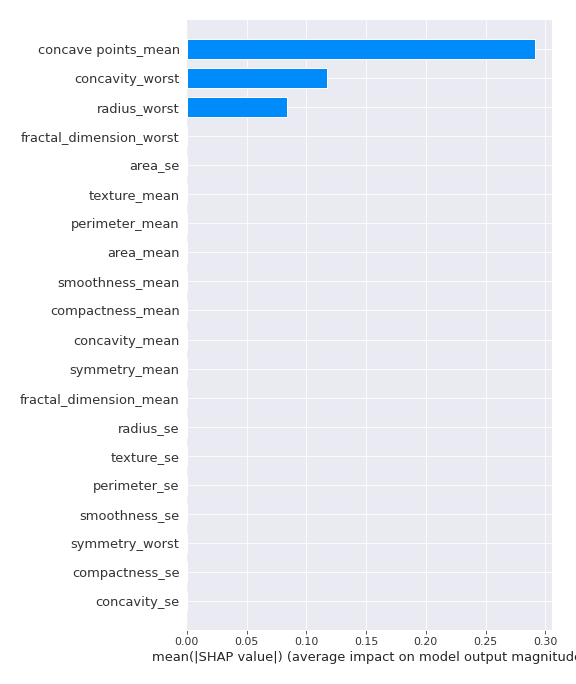 concave points_mean
concavity_worst
radius_worst
fractal_dimension_worst
area_se
texture_mean
perimeter_mean
area_mean
smoothness_mean
compactness_mean
concavity_mean
symmetry_mean
fractal_dimension_mean
radius_se
texture_se
perimeter_se
smoothness_se
symmetry_worst
compactness_se
concavity_se
0.00 0.05 0.10 0.15 0.20 0.25 0.30
mean(|SHAP value|) (average impact on model output magnitude